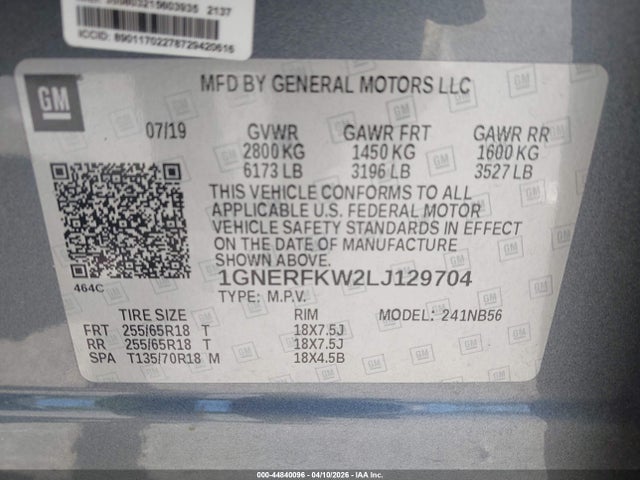 2137
ICCID: 89011702278729420616
GM
MFD BY GENERAL MOTORS LLC
07/19 GVWR GAWR FRT GAWR RR
2800 KG 1450 KG 1600 KG
6173 LB 3196 LB 3527 LB
THIS VEHICLE CONFORMS TO ALL
APPLICABLE U.S. FEDERAL MOTOR
VEHICLE SAFETY STANDARDS IN EFFECT
ON THE DATE OF MANUFACTURE
SHOWN ABOVE.
464C
1GNERFKW2LJ129704
TYPE: M.P.V.
TIRE SIZE RIM MODEL: 241NB56
FRT 255/65R18 T 18X7.5J
RR 255/65R18 T 18X7.5J
SPA T135/70R18 M 18X4.5B
000-44840096 - 04/10/2026 - IAA Inc.